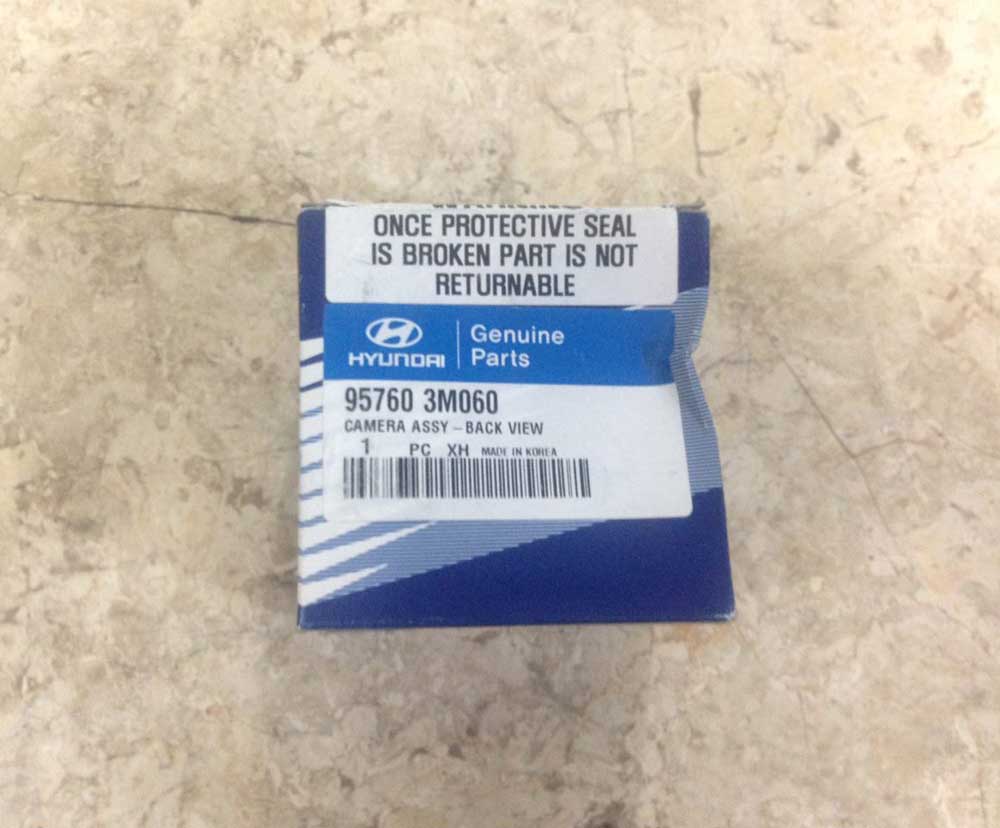 ONCE PROTECTIVE SEAL
IS BROKEN PART IS NOT
RETURNABLE
HYUNDAI
Genuine
Parts
95760 3M060
CAMERA ASSY - BACK VIEW
1 PC XH MADE IN KOREA